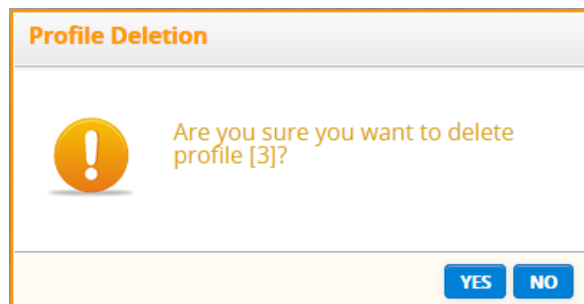 Profile Deletion
Are you sure you want to delete
profile [3]?
YES NO